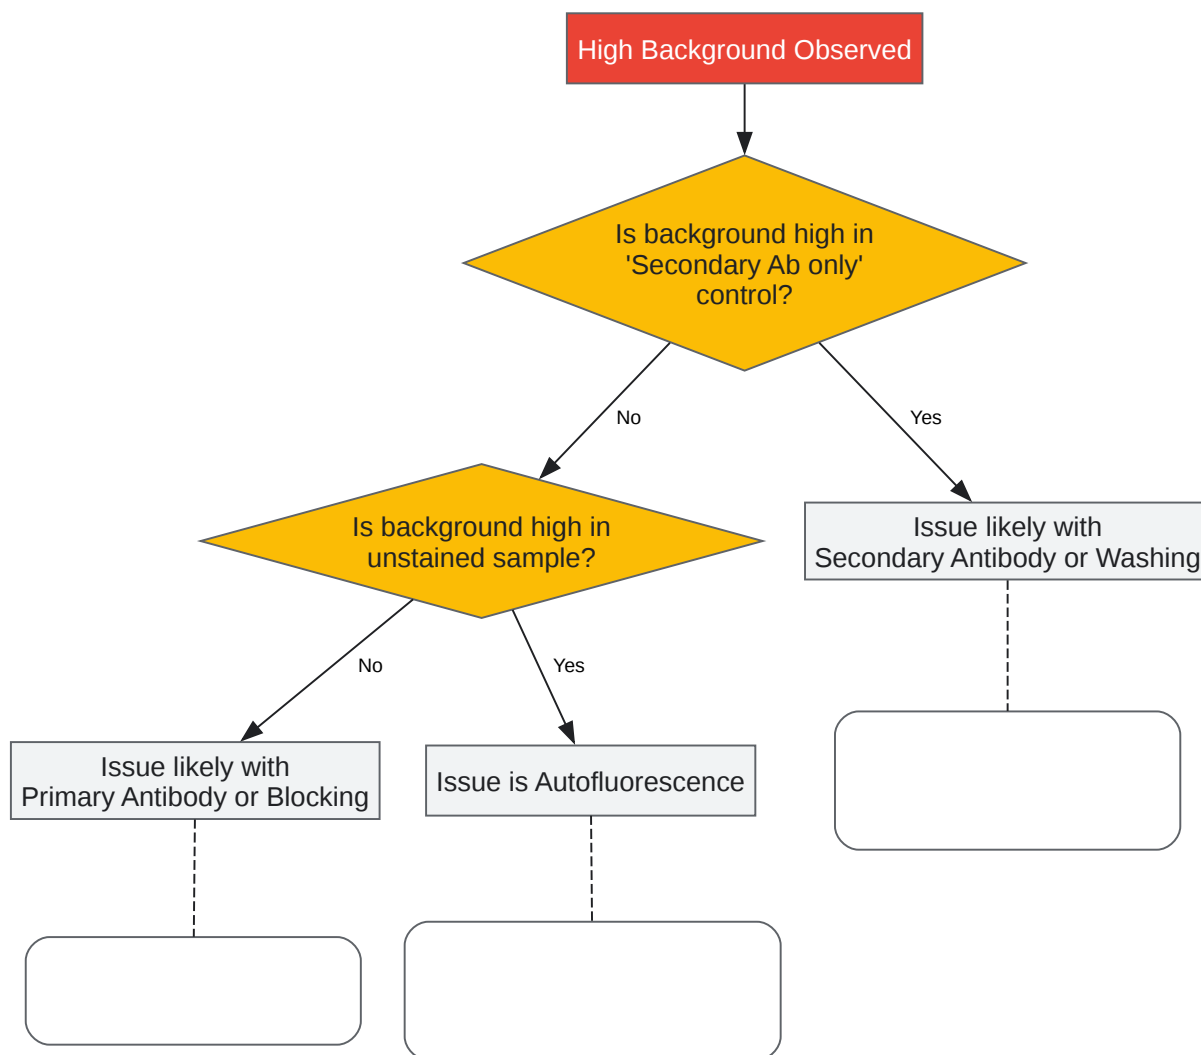 High Background Observed
Is background high in
'Secondary Ab only'
control?
No
Yes
Is background high in
unstained sample?
Issue likely with
Secondary Antibody or Washing
No
Yes
Issue likely with
Primary Antibody or Blocking
Issue is Autofluorescence